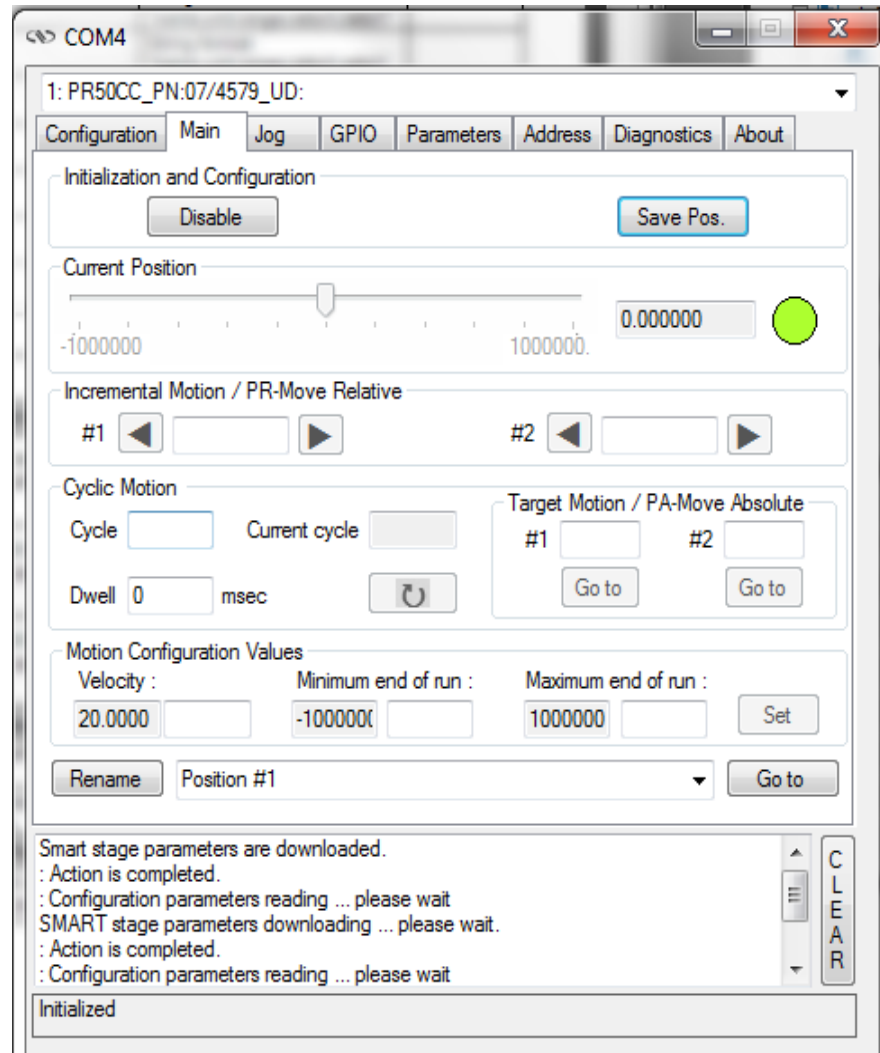 COM4
1: PR50CC_PN:07/4579_UD:
Configuration Main Jog GPIO Parameters Address Diagnostics About
Initialization and Configuration
Disable Save Pos.
Current Position
0.000000
-1000000 1000000.
Incremental Motion / PR-Move Relative
#1 #2
Cyclic Motion
Target Motion / PA-Move Absolute
Cycle Current cycle #1 #2
Dwell 0 msec Go to Go to
Motion Configuration Values
Velocity : Minimum end of run : Maximum end of run :
20.0000 -1000000 1000000 Set
Rename Position #1 Go to
Smart stage parameters are downloaded.
: Action is completed.
: Configuration parameters reading ... please wait
SMART stage parameters downloading ... please wait.
: Action is completed.
: Configuration parameters reading ... please wait
CLEAR
Initialized